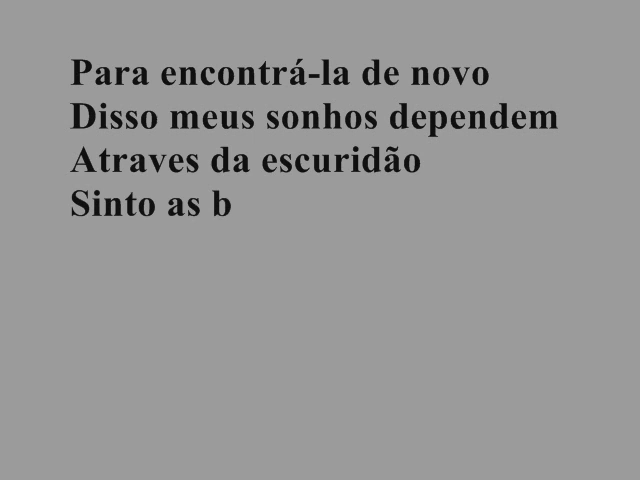 Para encontrá-la de novo
Disso meus sonhos dependem
Atraves da escuridão
Sinto as b